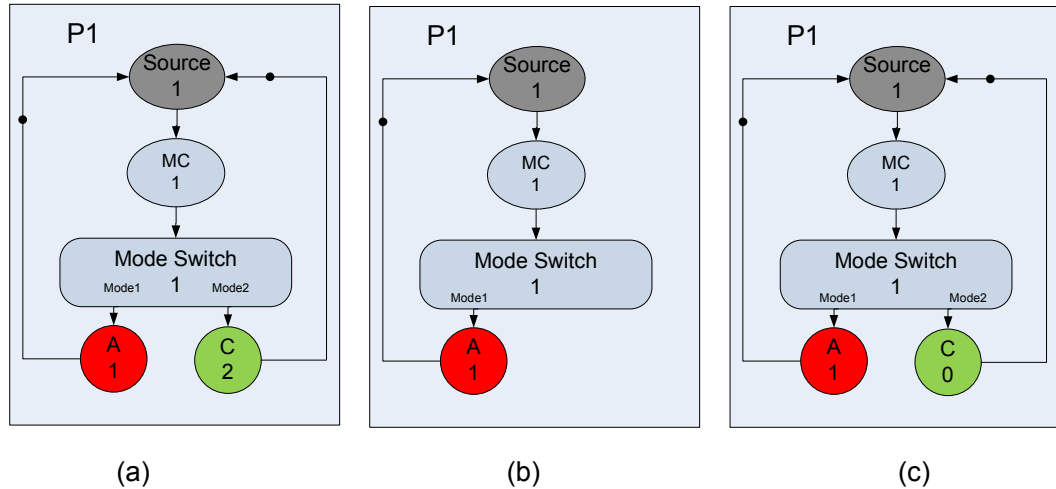 P1
Source
1
MC
1
Mode Switch
1
Mode1
Mode2
A
1
C
2
(a)
P1
Source
1
MC
1
Mode Switch
1
Mode1
A
1
(b)
P1
Source
1
MC
1
Mode Switch
1
Mode1
Mode2
A
1
C
0
(c)